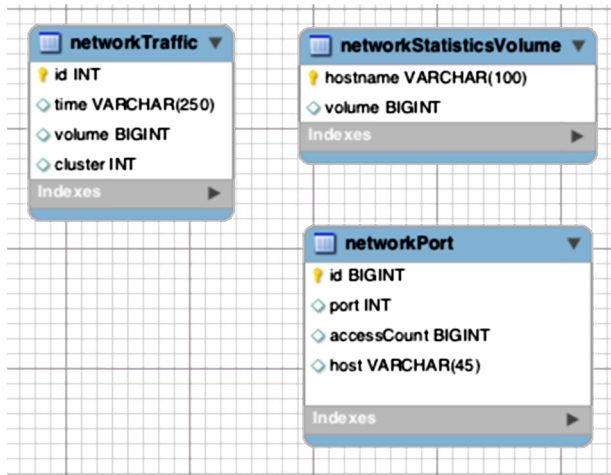 networkTraffic
id INT
time VARCHAR(250)
volume BIGINT
cluster INT
Indexes
networkStatisticsVolume
hostname VARCHAR(100)
volume BIGINT
Indexes
networkPort
id BIGINT
port INT
accessCount BIGINT
host VARCHAR(45)
Indexes